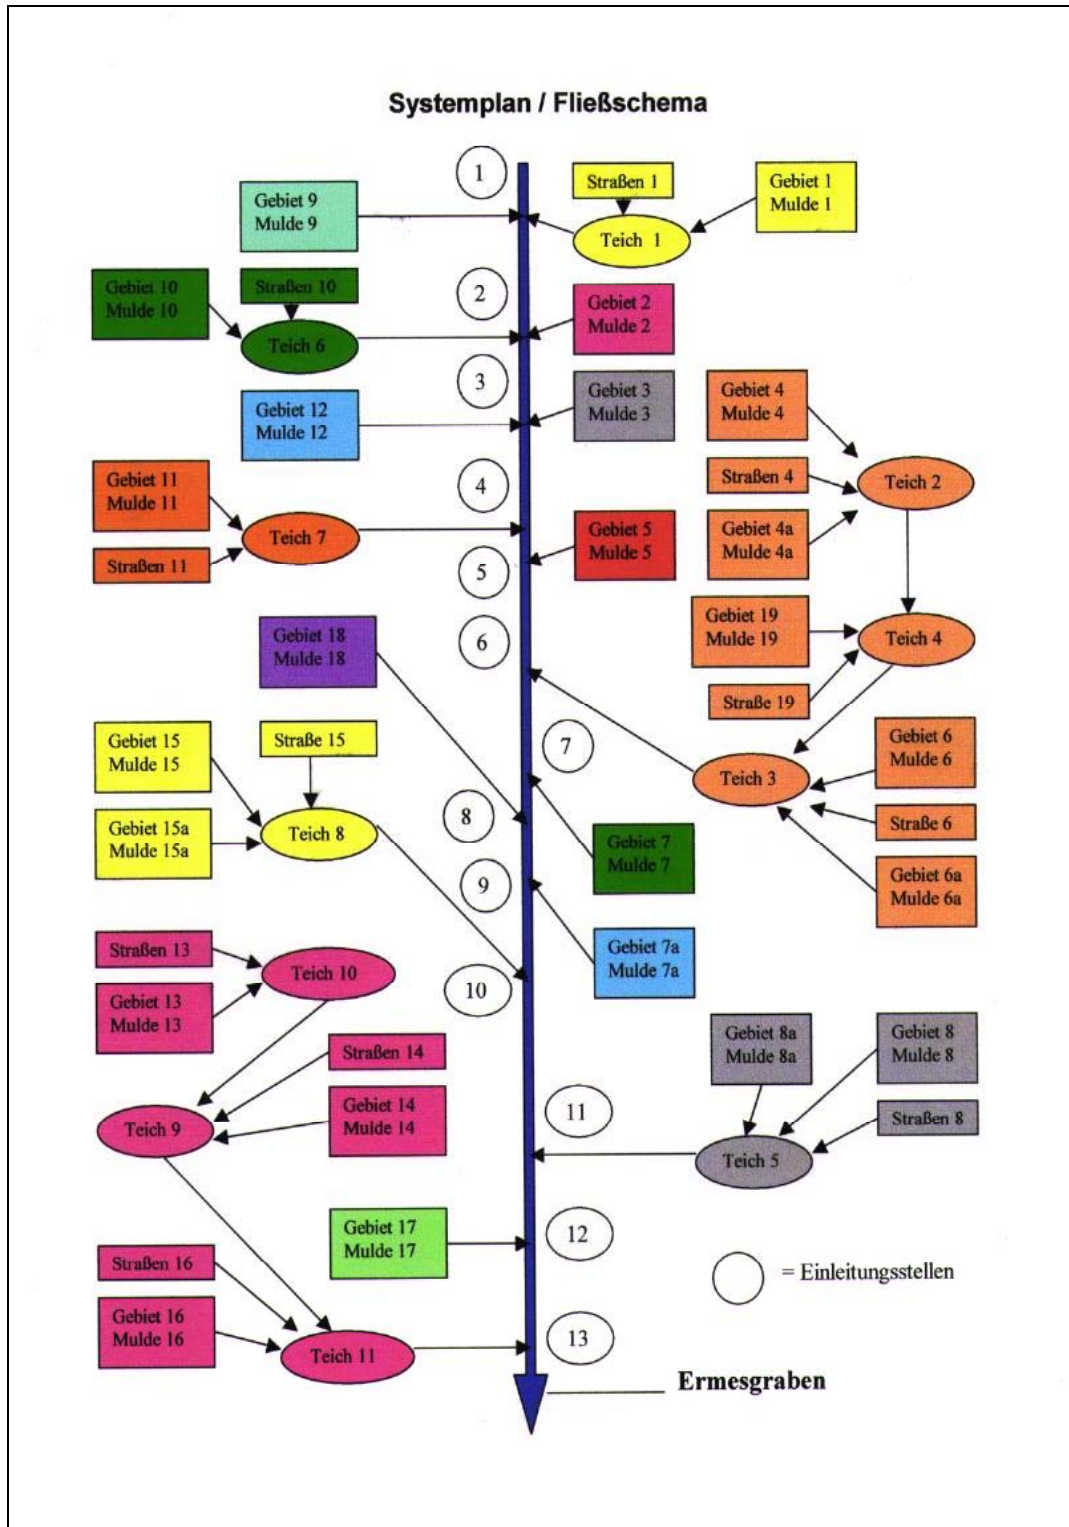 Systemplan / Fließschema
1
Straßen 1
Gebiet 1
Mulde 1
Gebiet 9
Mulde 9
Teich 1
Gebiet 10
Mulde 10
Straßen 10
Teich 6
2
Gebiet 2
Mulde 2
3
Gebiet 3
Mulde 3
Gebiet 4
Mulde 4
Gebiet 12
Mulde 12
Gebiet 11
Mulde 11
4
Straßen 4
Teich 2
Teich 7
Straßen 11
Gebiet 5
Mulde 5
Gebiet 4a
Mulde 4a
5
Gebiet 18
Mulde 18
6
Gebiet 19
Mulde 19
Teich 4
Straße 19
Gebiet 15
Mulde 15
Straße 15
7
Gebiet 6
Mulde 6
Teich 3
Gebiet 15a
Mulde 15a
Teich 8
8
Straße 6
Gebiet 7
Mulde 7
Gebiet 6a
Mulde 6a
9
Straßen 13
Teich 10
Gebiet 7a
Mulde 7a
Gebiet 13
Mulde 13
10
Straßen 14
Gebiet 8a
Mulde 8a
Gebiet 8
Mulde 8
Gebiet 14
Mulde 14
Teich 9
11
Straßen 8
Teich 5
Gebiet 17
Mulde 17
12
Straßen 16
= Einleitungsstellen
Gebiet 16
Mulde 16
Teich 11
13
Ermesgraben